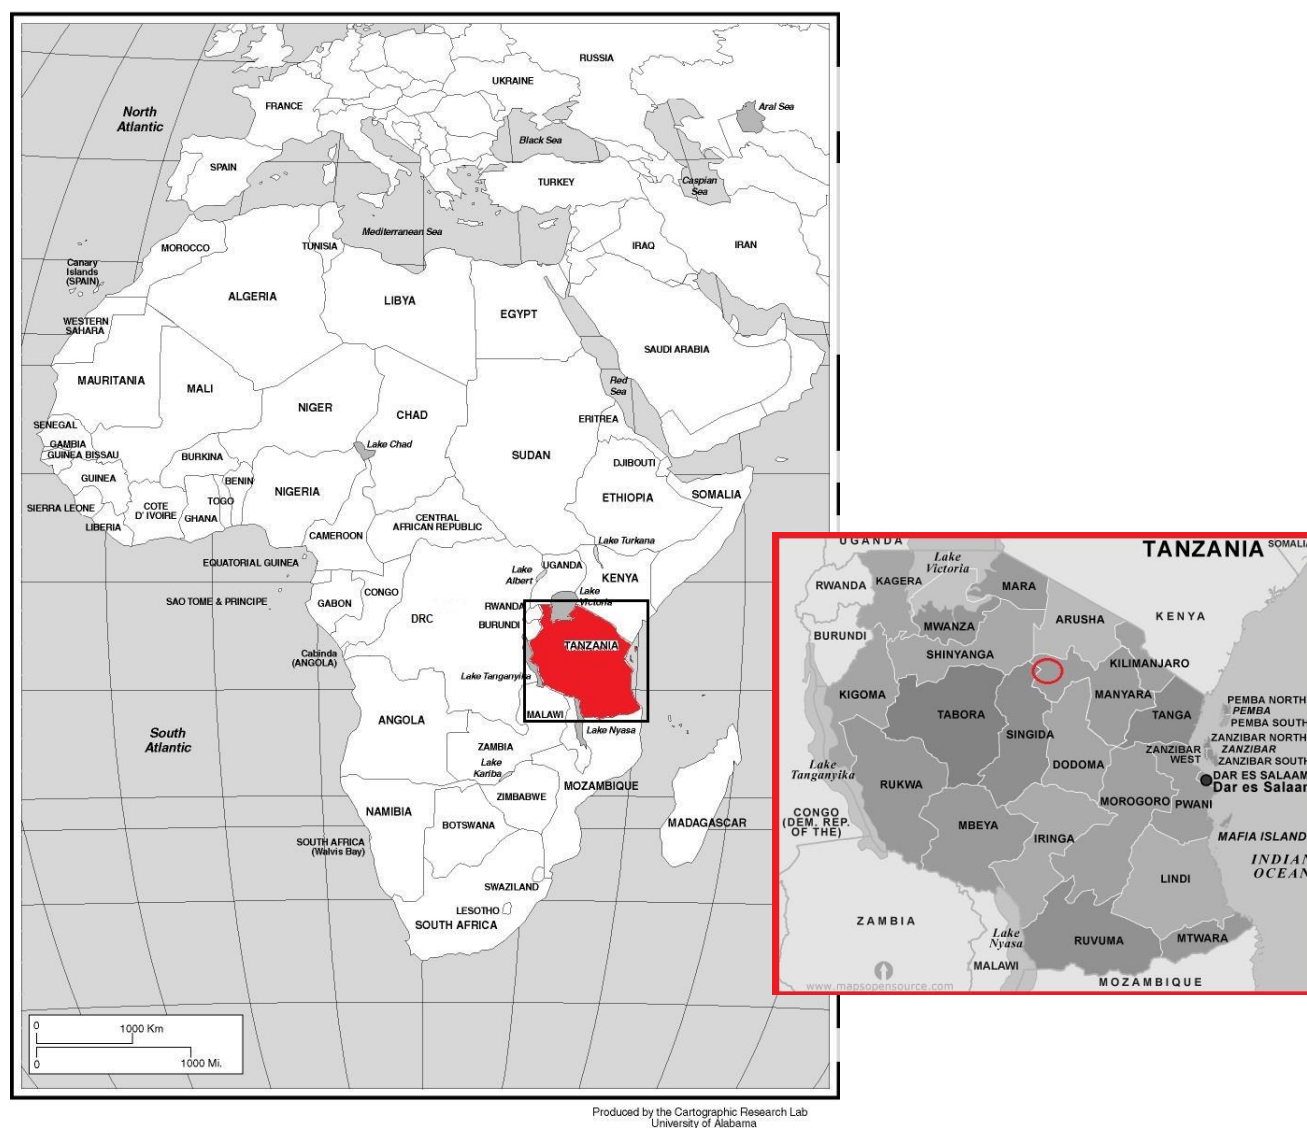 RUSSIA
UKRAINE
FRANCE
North
Atlantic
Aral Sea
Black Sea
SPAIN
TURKEY
Caspian
Sea
Mediterranean Sea
MOROCCO
TUNISIA
IRAQ
IRAN
Canary
Islands
(SPAIN)
ALGERIA
LIBYA
EGYPT
WESTERN
SAHARA
SAUDI ARABIA
MAURITANIA
MALI
Red
Sea
NIGER
CHAD
ERITREA
SENEGAL
GAMBIA
GUINEA BISSAU
Lake Chad
BURKINA
SUDAN
DJIBOUTI
GUINEA
BENIN
NIGERIA
ETHIOPIA
SOMALIA
SIERRA LEONE
COTE
D' IVOIRE
TOGO
GHANA
LIBERIA
CENTRAL
AFRICAN REPUBLIC
CAMEROON
Lake Turkana
EQUATORIAL GUINEA
Lake
Albert
UGANDA
KENYA
SAO TOME & PRINCIPE
GABON
CONGO
DRC
RWANDA
Lake
Victoria
BURUNDI
TANZANIA
Cabinda
(ANGOLA)
Lake Tanganyika
ANGOLA
MALAWI
South
Atlantic
Lake Nyasa
ZAMBIA
Lake
Kariba
MOZAMBIQUE
ZIMBABWE
NAMIBIA
BOTSWANA
MADAGASCAR
SOUTH AFRICA
(Walvis Bay)
SWAZILAND
LESOTHO
SOUTH AFRICA
0
1000 Km
0
1000 Mi.
Produced by the Cartographic Research Lab
University of Alabama
UGANDA
TANZANIA
Lake
Victoria
RWANDA
KAGERA
MARA
ARUSHA
KENYA
MWANZA
BURUNDI
SHINYANGA
KILIMANJARO
KIGOMA
MANYARA
PEMBA NORTH
PEMBA
TABORA
TANGA
PEMBA SOUTH
SINGIDA
ZANZIBAR NORTH
ZANZIBAR
WEST
ZANZIBAR
ZANZIBAR SOUTH
Lake
Tanganyika
DODOMA
DAR ES SALAAM
RUKWA
MOROGORO
PWANI
CONGO
(DEM. REP.
OF THE)
MBEYA
IRINGA
MAFIA ISLAND
LINDI
ZAMBIA
Lake
Nyasa
RUVUMA
MTWARA
MALAWI
www.mapsopensource.com
MOZAMBIQUE